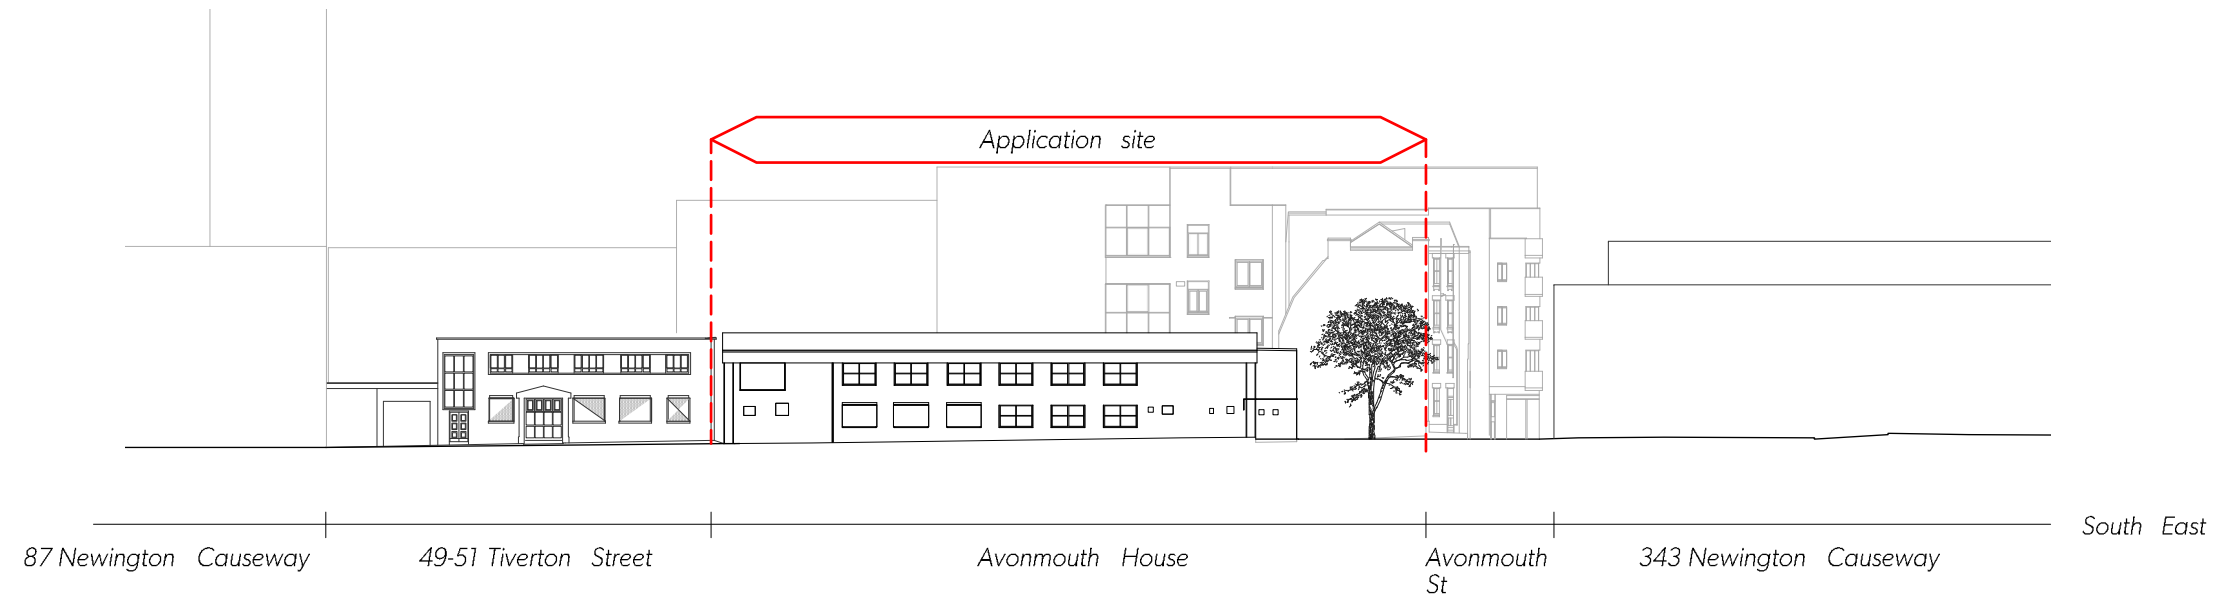 Application site
South East
87 Newington Causeway
49-51 Tiverton Street
Avonmouth House
Avonmouth
St
343 Newington Causeway